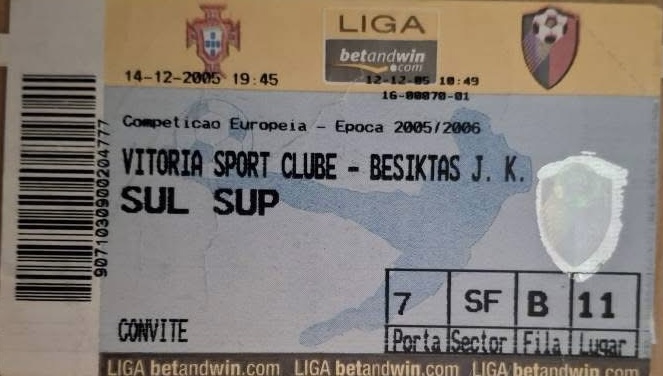 LIGA
betandwin
.com
14-12-2005 19:45
12-12-05 10:49
16-00070-01
Competicao Europeia - Epoca 2005/2006
VITORIA SPORT CLUBE - BESIKTAS J. K.
SUL SUP
9071030900204777
7 SF B 11
Porta Sector Fila Lugar
CONVITE
LIGA betandwin.com LIGA betandwin.com LIGA betandwin.com